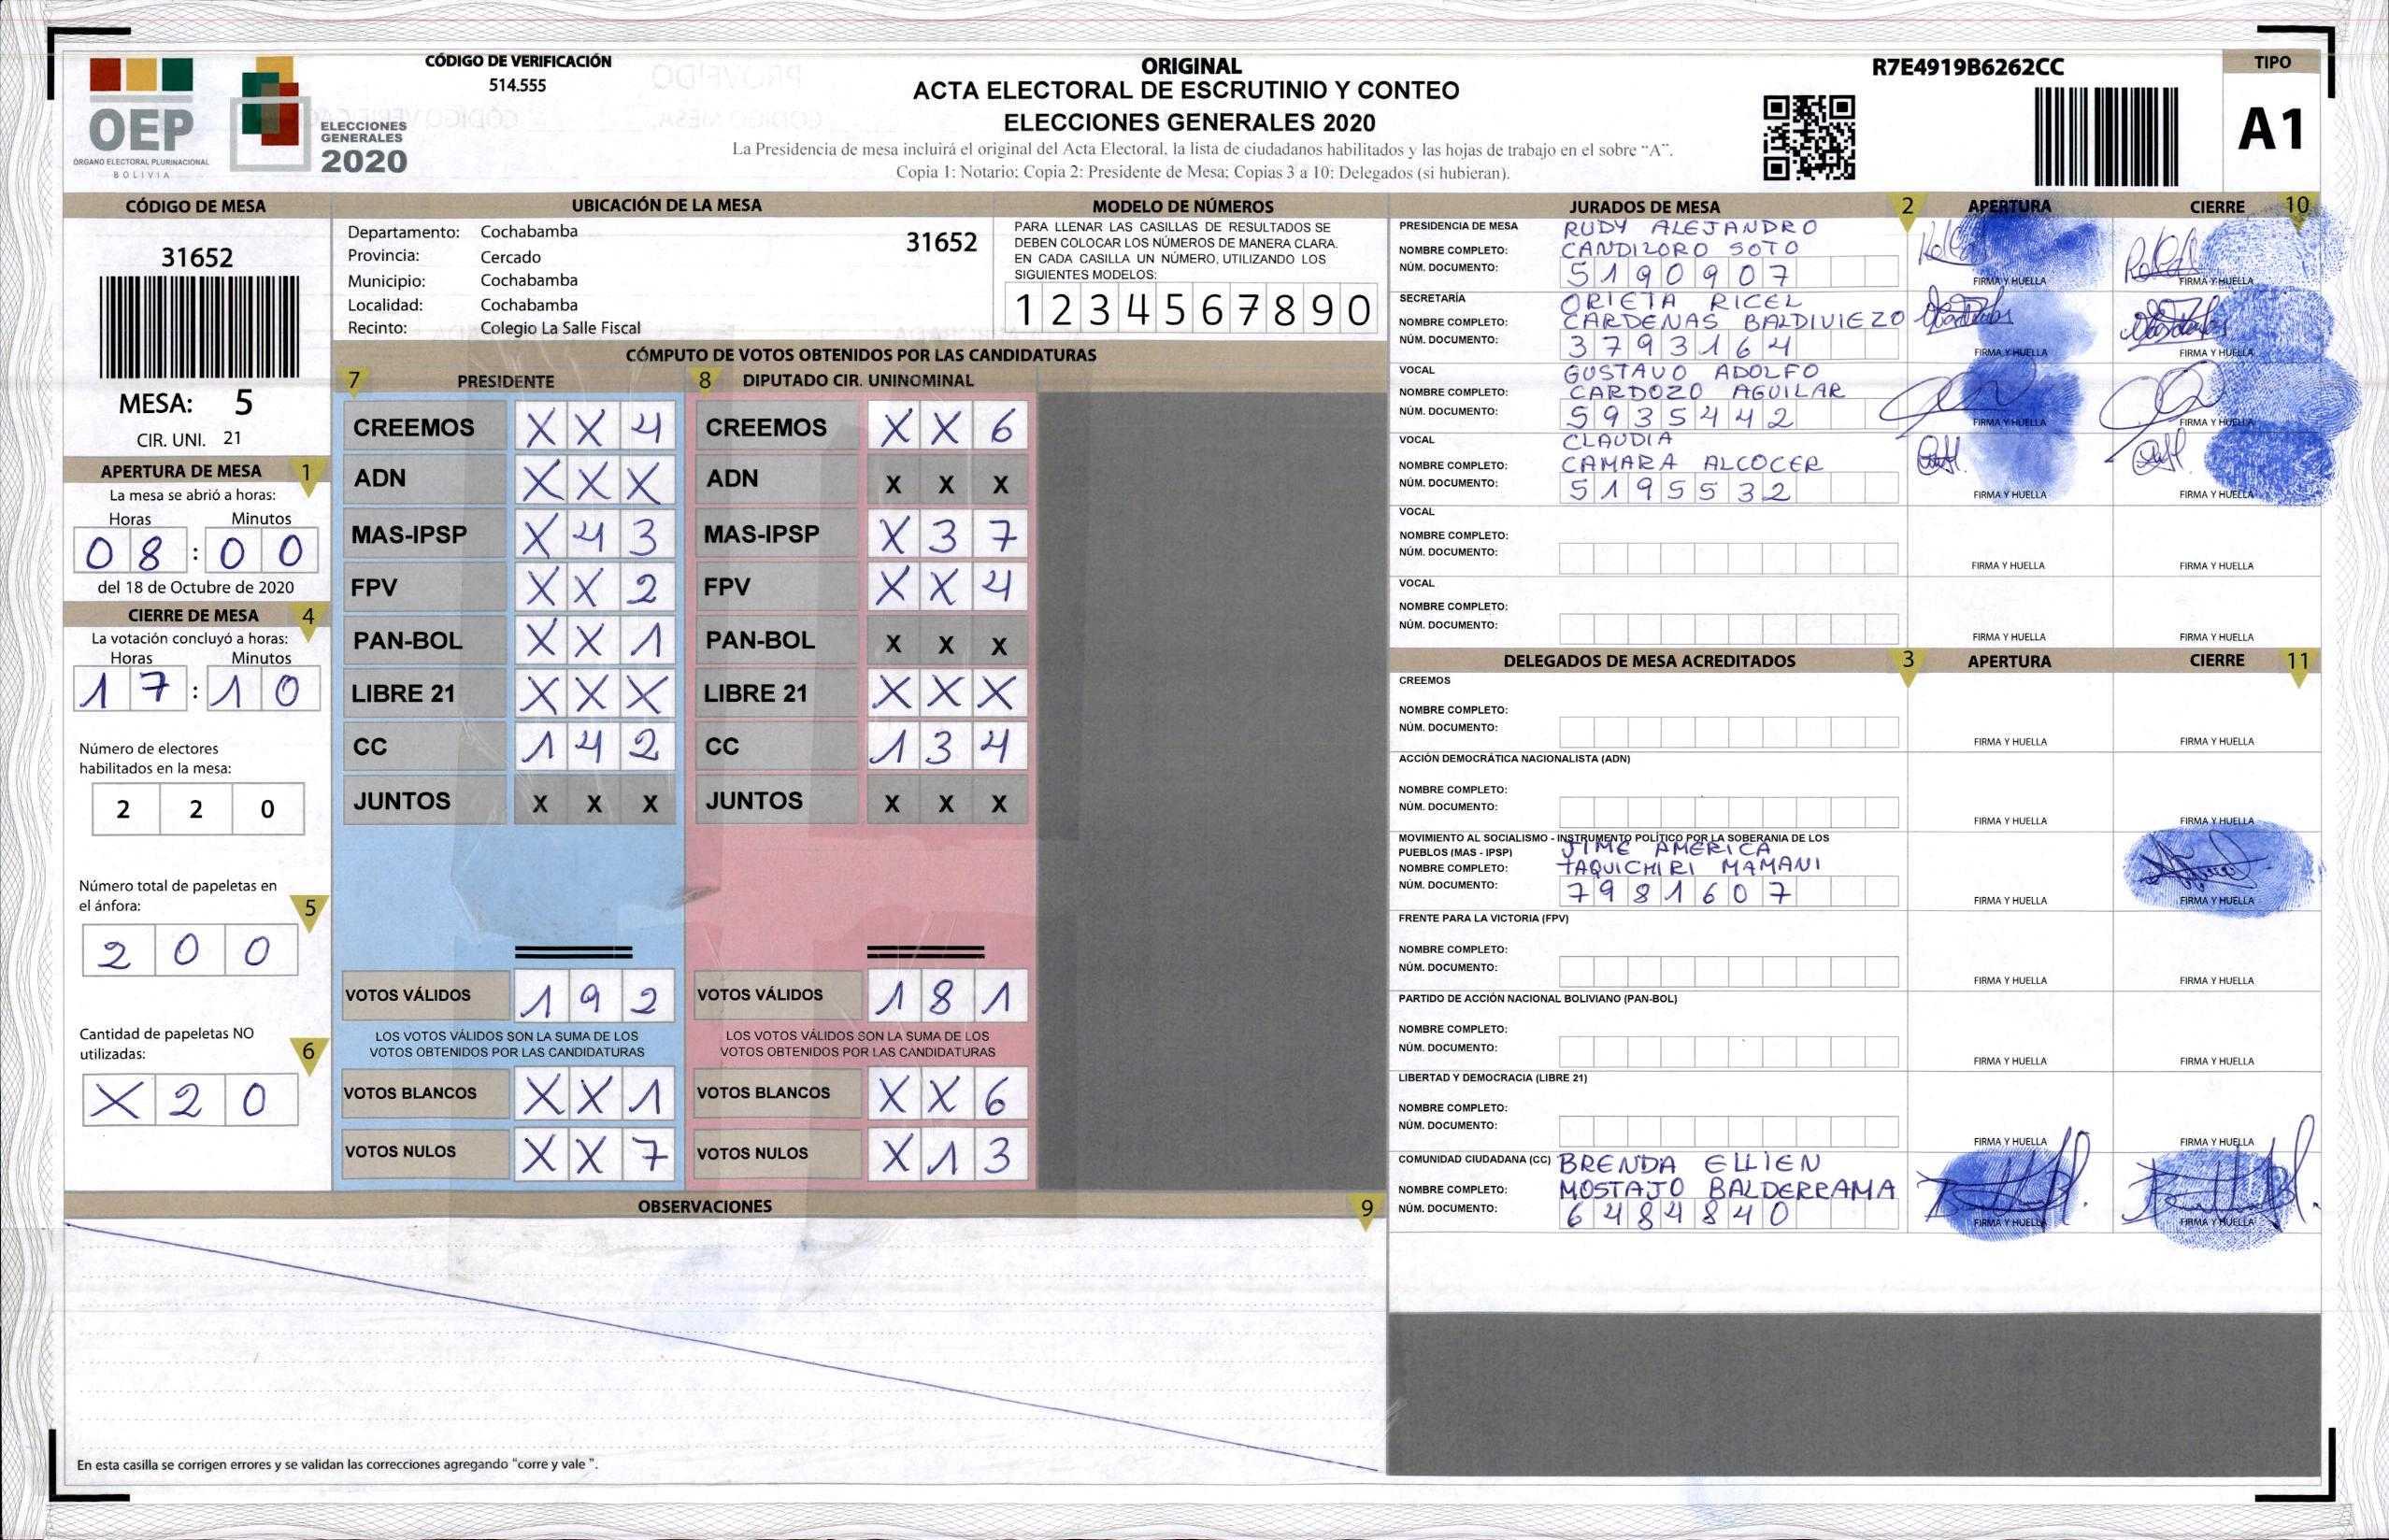 CÓDIGO DE VERIFICACIÓN
514.555
OEP
ÓRGANO ELECTORAL PLURINACIONAL
BOLIVIA
ELECCIONES
GENERALES
2020
ORIGINAL
ACTA ELECTORAL DE ESCRUTINIO Y CONTEO
ELECCIONES GENERALES 2020
La Presidencia de mesa incluirá el original del Acta Electoral, la lista de ciudadanos habilitados y las hojas de trabajo en el sobre “A”.
Copia 1: Notario; Copia 2: Presidente de Mesa; Copias 3 a 10: Delegados (si hubieran).
R7E4919B6262CC
TIPO
A1
CÓDIGO DE MESA
31652
MESA: 5
CIR. UNI. 21
APERTURA DE MESA 1
La mesa se abrió a horas:
Horas Minutos
08:00
del 18 de Octubre de 2020
CIERRE DE MESA 4
La votación concluyó a horas:
Horas Minutos
17:10
Número de electores
habilitados en la mesa:
2 2 0
Número total de papeletas en
el ánfora:
5
2 0 0
Cantidad de papeletas NO
utilizadas:
6
X 2 0
UBICACIÓN DE LA MESA
Departamento: Cochabamba 31652
Provincia: Cercado
Municipio: Cochabamba
Localidad: Cochabamba
Recinto: Colegio La Salle Fiscal
MODELO DE NÚMEROS
PARA LLENAR LAS CASILLAS DE RESULTADOS SE
DEBEN COLOCAR LOS NÚMEROS DE MANERA CLARA.
EN CADA CASILLA UN NÚMERO, UTILIZANDO LOS
SIGUIENTES MODELOS:
1 2 3 4 5 6 7 8 9 0
CÓMPUTO DE VOTOS OBTENIDOS POR LAS CANDIDATURAS
7 PRESIDENTE 8 DIPUTADO CIR. UNINOMINAL
CREEMOS X X 4 CREEMOS X X 6
ADN X X X ADN X X X
MAS-IPSP X 4 3 MAS-IPSP X 3 7
FPV X X 2 FPV X X 4
PAN-BOL X X 1 PAN-BOL X X X
LIBRE 21 X X X LIBRE 21 X X X
CC 1 4 2 CC 1 3 4
JUNTOS X X X JUNTOS X X X
VOTOS VÁLIDOS 1 9 2 VOTOS VÁLIDOS 1 8 1
LOS VOTOS VÁLIDOS SON LA SUMA DE LOS LOS VOTOS VÁLIDOS SON LA SUMA DE LOS
VOTOS OBTENIDOS POR LAS CANDIDATURAS VOTOS OBTENIDOS POR LAS CANDIDATURAS
VOTOS BLANCOS X X 1 VOTOS BLANCOS X X 6
VOTOS NULOS X X 7 VOTOS NULOS X 1 3
OBSERVACIONES 9
En esta casilla se corrigen errores y se validan las correcciones agregando “corre y vale ”.
JURADOS DE MESA 2 APERTURA CIERRE 10
PRESIDENCIA DE MESA RUDY ALEJANDRO
NOMBRE COMPLETO: CANDIZORO SOTO
NÚM. DOCUMENTO: 5190907 FIRMA Y HUELLA FIRMA Y HUELLA
SECRETARÍA ORIETA RICEL
NOMBRE COMPLETO: CARDENAS BALDIVIEZO
NÚM. DOCUMENTO: 3793164 FIRMA Y HUELLA FIRMA Y HUELLA
VOCAL GUSTAVO ADOLFO
NOMBRE COMPLETO: CARDOZO AGUILAR
NÚM. DOCUMENTO: 5935442 FIRMA Y HUELLA FIRMA Y HUELLA
VOCAL CLAUDIA
NOMBRE COMPLETO: CAMARA ALCOCER
NÚM. DOCUMENTO: 5195532 FIRMA Y HUELLA FIRMA Y HUELLA
VOCAL
NOMBRE COMPLETO:
NÚM. DOCUMENTO: FIRMA Y HUELLA FIRMA Y HUELLA
VOCAL
NOMBRE COMPLETO:
NÚM. DOCUMENTO: FIRMA Y HUELLA FIRMA Y HUELLA
DELEGADOS DE MESA ACREDITADOS 3 APERTURA CIERRE 11
CREEMOS
NOMBRE COMPLETO:
NÚM. DOCUMENTO: FIRMA Y HUELLA FIRMA Y HUELLA
ACCIÓN DEMOCRÁTICA NACIONALISTA (ADN)
NOMBRE COMPLETO:
NÚM. DOCUMENTO: FIRMA Y HUELLA FIRMA Y HUELLA
MOVIMIENTO AL SOCIALISMO - INSTRUMENTO POLÍTICO POR LA SOBERANIA DE LOS
PUEBLOS (MAS - IPSP) JIME AMERICA
NOMBRE COMPLETO: TAQUICHIRI MAMANI
NÚM. DOCUMENTO: 7981607 FIRMA Y HUELLA FIRMA Y HUELLA
FRENTE PARA LA VICTORIA (FPV)
NOMBRE COMPLETO:
NÚM. DOCUMENTO: FIRMA Y HUELLA FIRMA Y HUELLA
PARTIDO DE ACCIÓN NACIONAL BOLIVIANO (PAN-BOL)
NOMBRE COMPLETO:
NÚM. DOCUMENTO: FIRMA Y HUELLA FIRMA Y HUELLA
LIBERTAD Y DEMOCRACIA (LIBRE 21)
NOMBRE COMPLETO:
NÚM. DOCUMENTO: FIRMA Y HUELLA FIRMA Y HUELLA
COMUNIDAD CIUDADANA (CC) BRENDA ELLIEN
NOMBRE COMPLETO: MOSTAJO BALDERRAMA
NÚM. DOCUMENTO: 6484840 FIRMA Y HUELLA FIRMA Y HUELLA